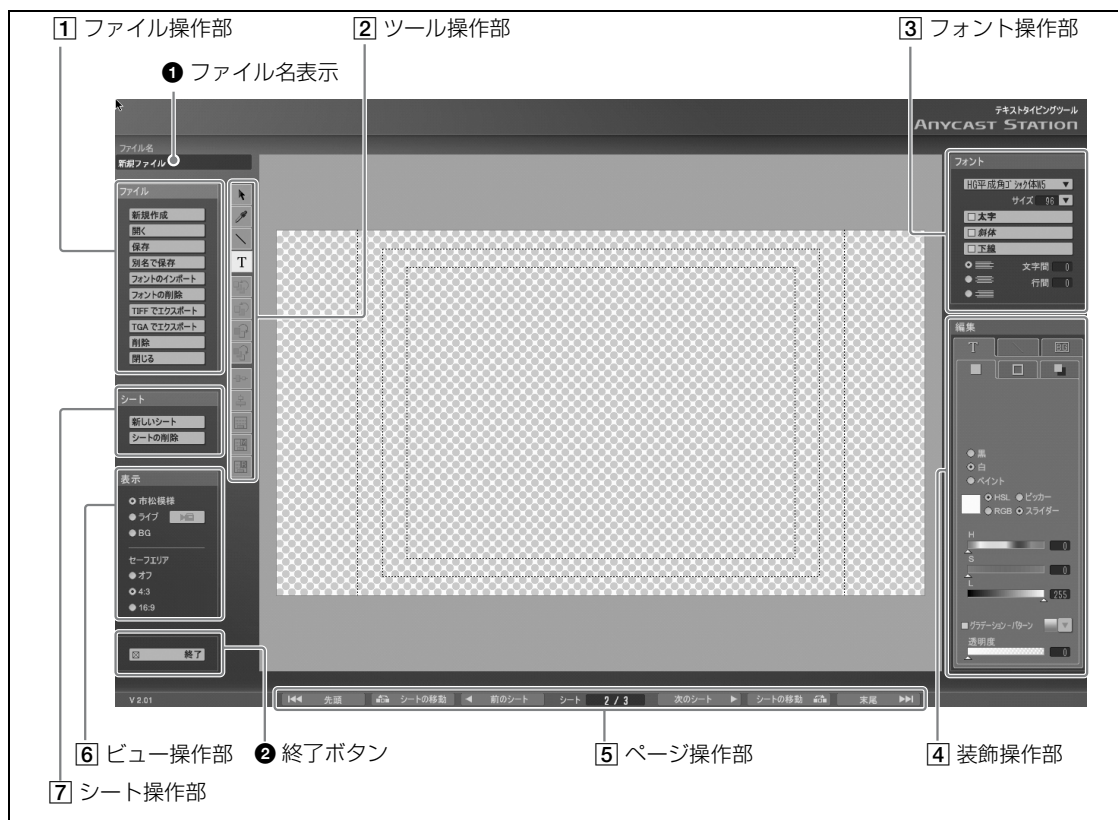 1 ファイル操作部
2 ツール操作部
3 フォント操作部
❶ ファイル名表示
テキストタイピングツール
ANYCAST STATION
ファイル名
新規ファイル
ファイル
新規作成
開く
保存
別名で保存
フォントのインポート
フォントの削除
TIFF でエクスポート
TGA でエクスポート
削除
閉じる
シート
新しいシート
シートの削除
表示
市松模様
ライブ
BG
セーフエリア
オフ
4:3
16:9
終了
V 2.01
T
フォント
HG平成角ゴシック体W5
サイズ 96
太字
斜体
下線
文字間 0
行間 0
編集
T BG
黒
白
ペイント
HSL ピッカー
RGB スライダー
H
0
S
0
L
255
グラデーション-パターン
透明度
0
先頭 シートの移動 前のシート シート 2 / 3 次のシート シートの移動 末尾
6 ビュー操作部
❷ 終了ボタン
5 ページ操作部
4 装飾操作部
7 シート操作部